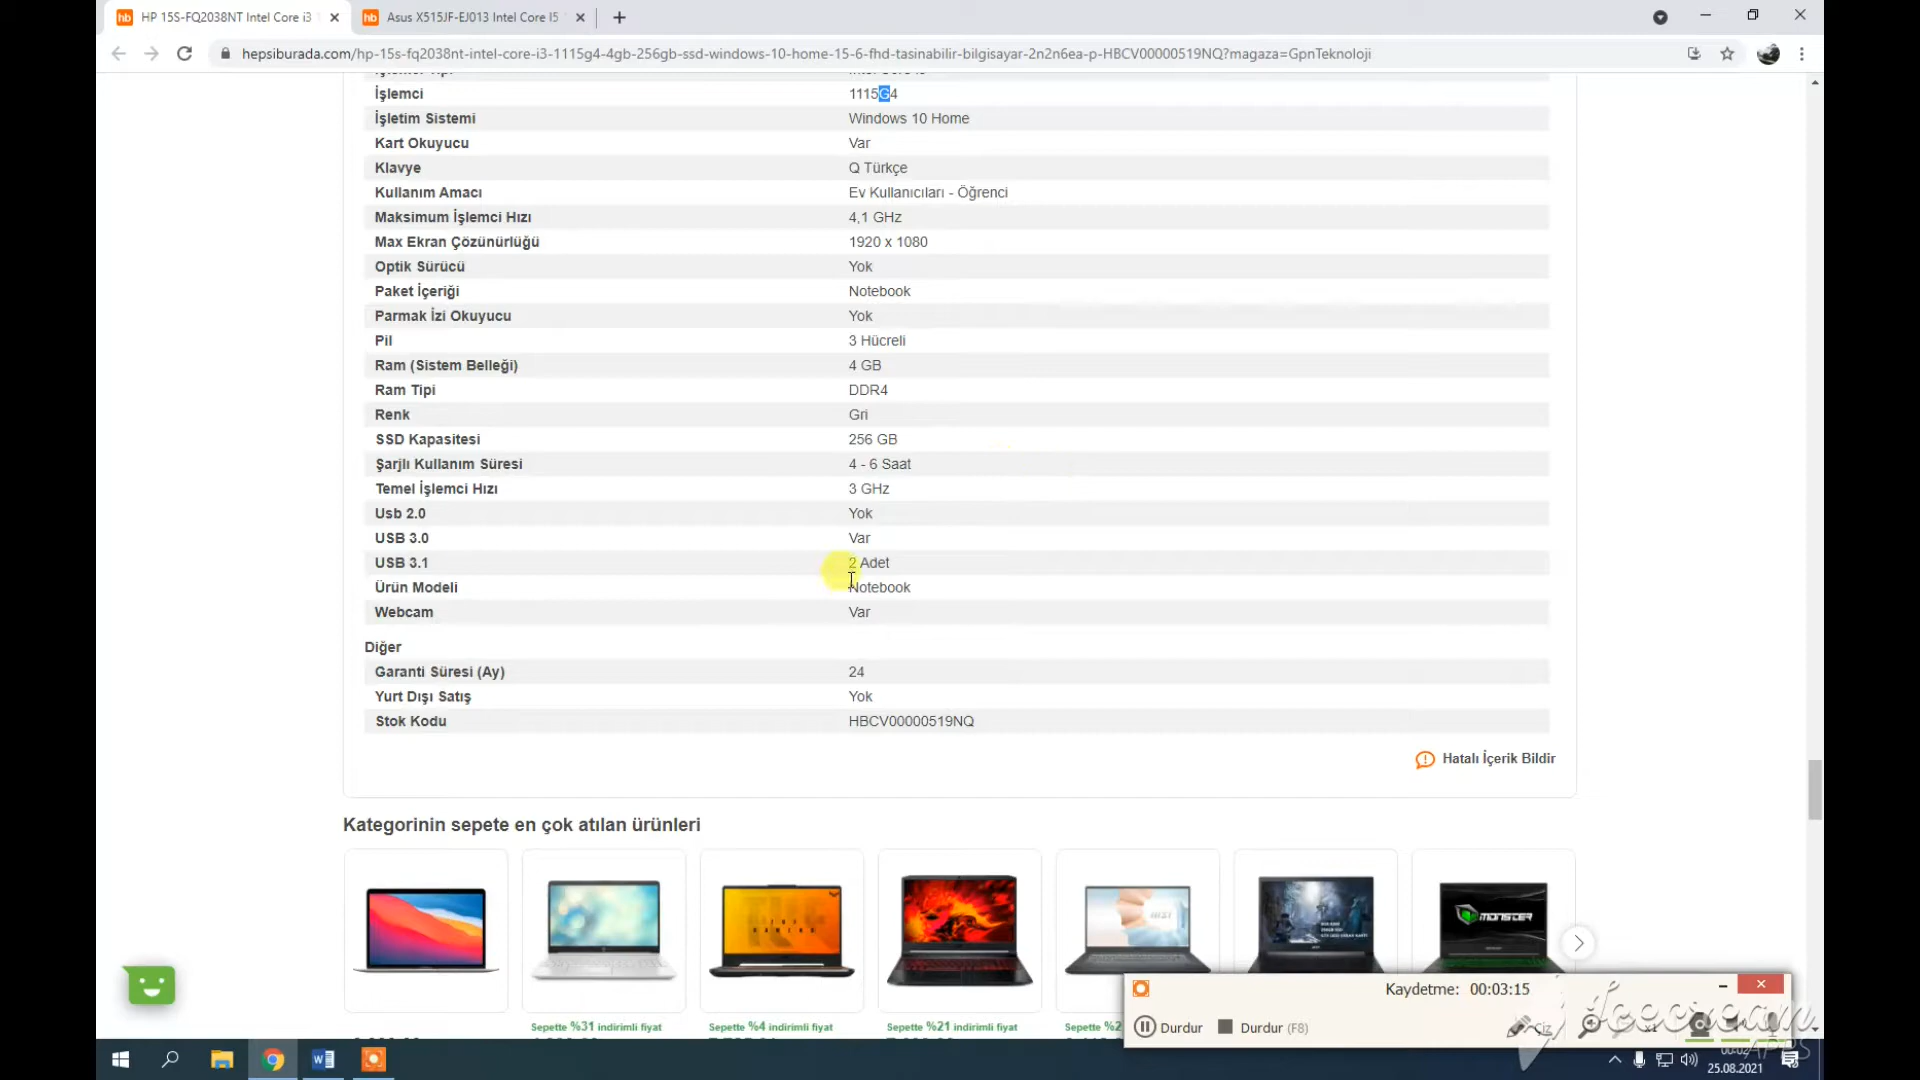 HP 15S-FQ2038NT Intel Core i3
Asus X515JF-EJ013 Intel Core I5
hepsiburada.com/hp-15s-fq2038nt-intel-core-i3-1115g4-4gb-256gb-ssd-windows-10-home-15-6-fhd-tasinabilir-bilgisayar-2n2n6ea-p-HBCV00000519NQ?magaza=GpnTeknoloji
İşlemci 1115G4
İşletim Sistemi Windows 10 Home
Kart Okuyucu Var
Klavye Q Türkçe
Kullanım Amacı Ev Kullanıcıları - Öğrenci
Maksimum İşlemci Hızı 4,1 GHz
Max Ekran Çözünürlüğü 1920 x 1080
Optik Sürücü Yok
Paket İçeriği Notebook
Parmak İzi Okuyucu Yok
Pil 3 Hücreli
Ram (Sistem Belleği) 4 GB
Ram Tipi DDR4
Renk Gri
SSD Kapasitesi 256 GB
Şarjlı Kullanım Süresi 4 - 6 Saat
Temel İşlemci Hızı 3 GHz
Usb 2.0 Yok
USB 3.0 Var
USB 3.1 2 Adet
Ürün Modeli Notebook
Webcam Var
Diğer
Garanti Süresi (Ay) 24
Yurt Dışı Satış Yok
Stok Kodu HBCV00000519NQ
Hatalı İçerik Bildir
Kategorinin sepete en çok atılan ürünleri
MONSTER
Sepette %31 indirimli fiyat
Sepette %4 indirimli fiyat
Sepette %21 indirimli fiyat
Kaydetme: 00:03:15
Durdur
Durdur (F8)
Çiz
x1
Icecream
APPS
25.08.2021